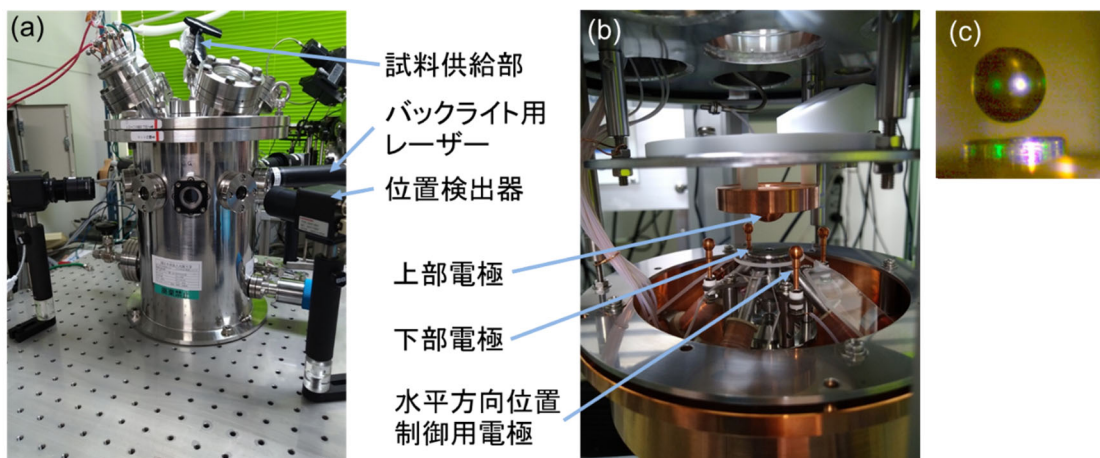 (a)
試料供給部
バックライト用
レーザー
位置検出器
上部電極
下部電極
水平方向位置
制御用電極
(b)
(c)